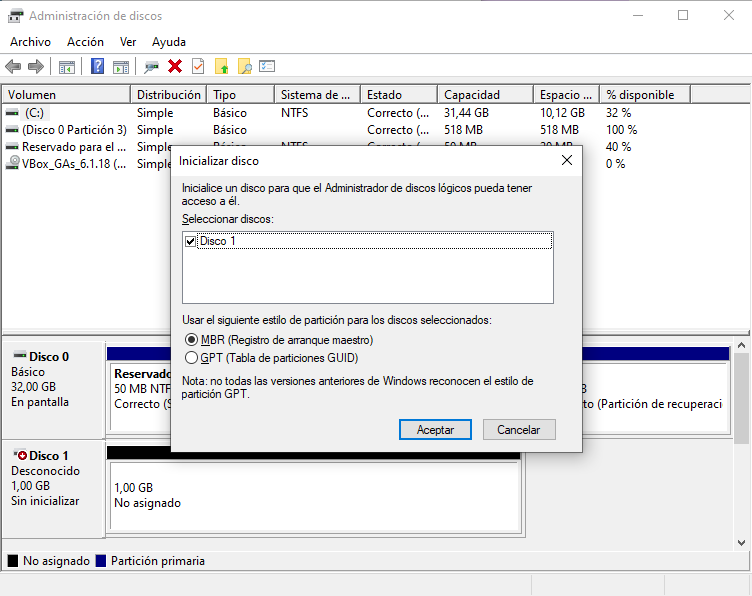 Administración de discos
Archivo Acción Ver Ayuda
Volumen Distribución Tipo Sistema de ... Estado Capacidad Espacio ... % disponible
(C:) Simple Básico NTFS Correcto (... 31,44 GB 10,12 GB 32 %
(Disco 0 Partición 3) Simple Básico Correcto (... 518 MB 518 MB 100 %
Reservado para el ... Simple Básico NTFS Correcto (... 50 MB 20 MB 40 %
VBox_GAs_6.1.18 (... Simple 0 %
Inicializar disco
Inicialice un disco para que el Administrador de discos lógicos pueda tener
acceso a él.
Seleccionar discos:
Disco 1
Usar el siguiente estilo de partición para los discos seleccionados:
MBR (Registro de arranque maestro)
GPT (Tabla de particiones GUID)
Nota: no todas las versiones anteriores de Windows reconocen el estilo de
partición GPT.
Aceptar Cancelar
Disco 0
Básico
32,00 GB
En pantalla
Reservado
50 MB NTF
Correcto (S
to (Partición de recuperaci
Disco 1
Desconocido
1,00 GB
Sin inicializar
1,00 GB
No asignado
No asignado Partición primaria